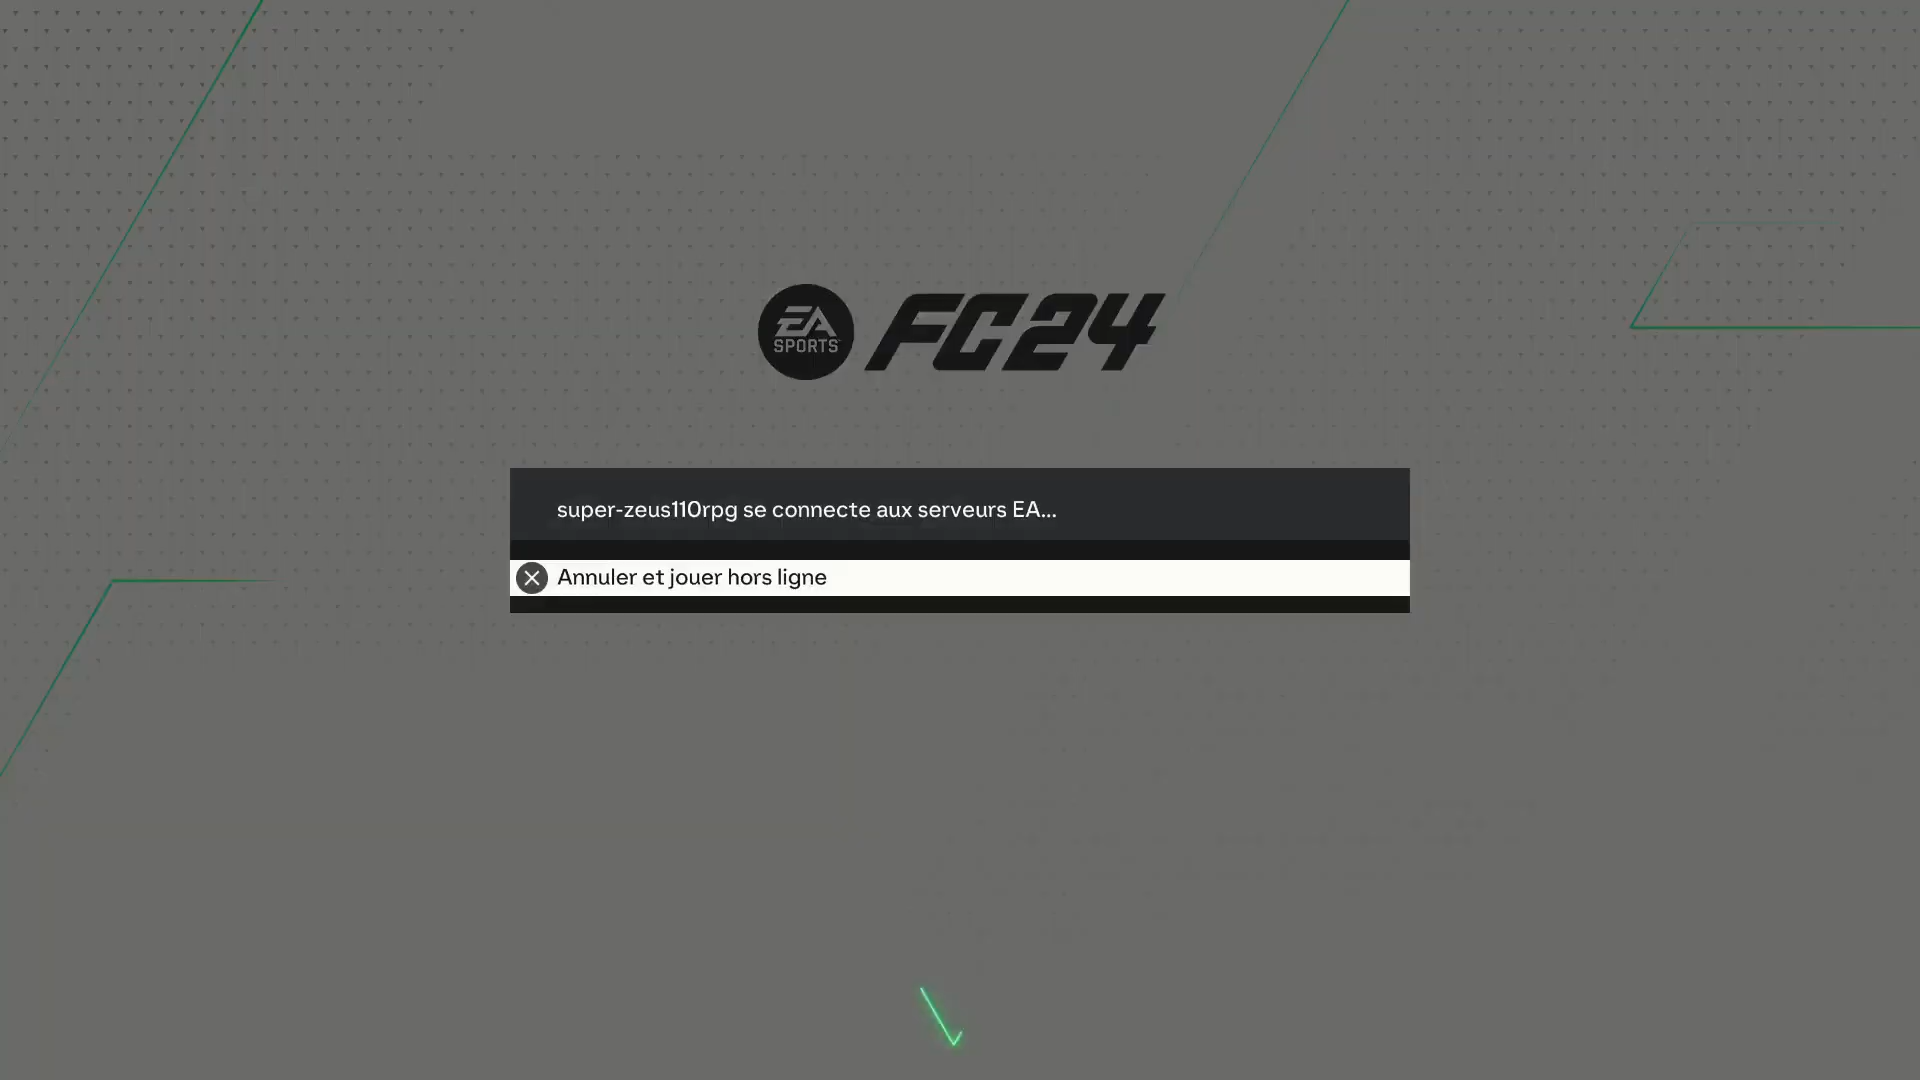 EA
SPORTS
FC24
super-zeus110rpg se connecte aux serveurs EA...
Annuler et jouer hors ligne